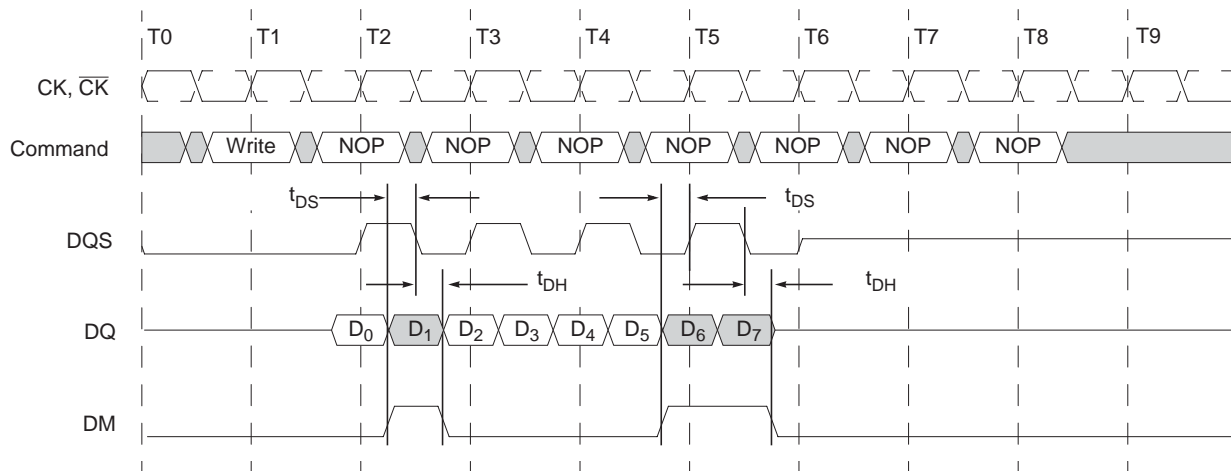 T0 T1 T2 T3 T4 T5 T6 T7 T8 T9
CK, C̅K̅
Command Write NOP NOP NOP NOP NOP NOP NOP
tDS tDS
DQS
tDH tDH
DQ D0 D1 D2 D3 D4 D5 D6 D7
DM